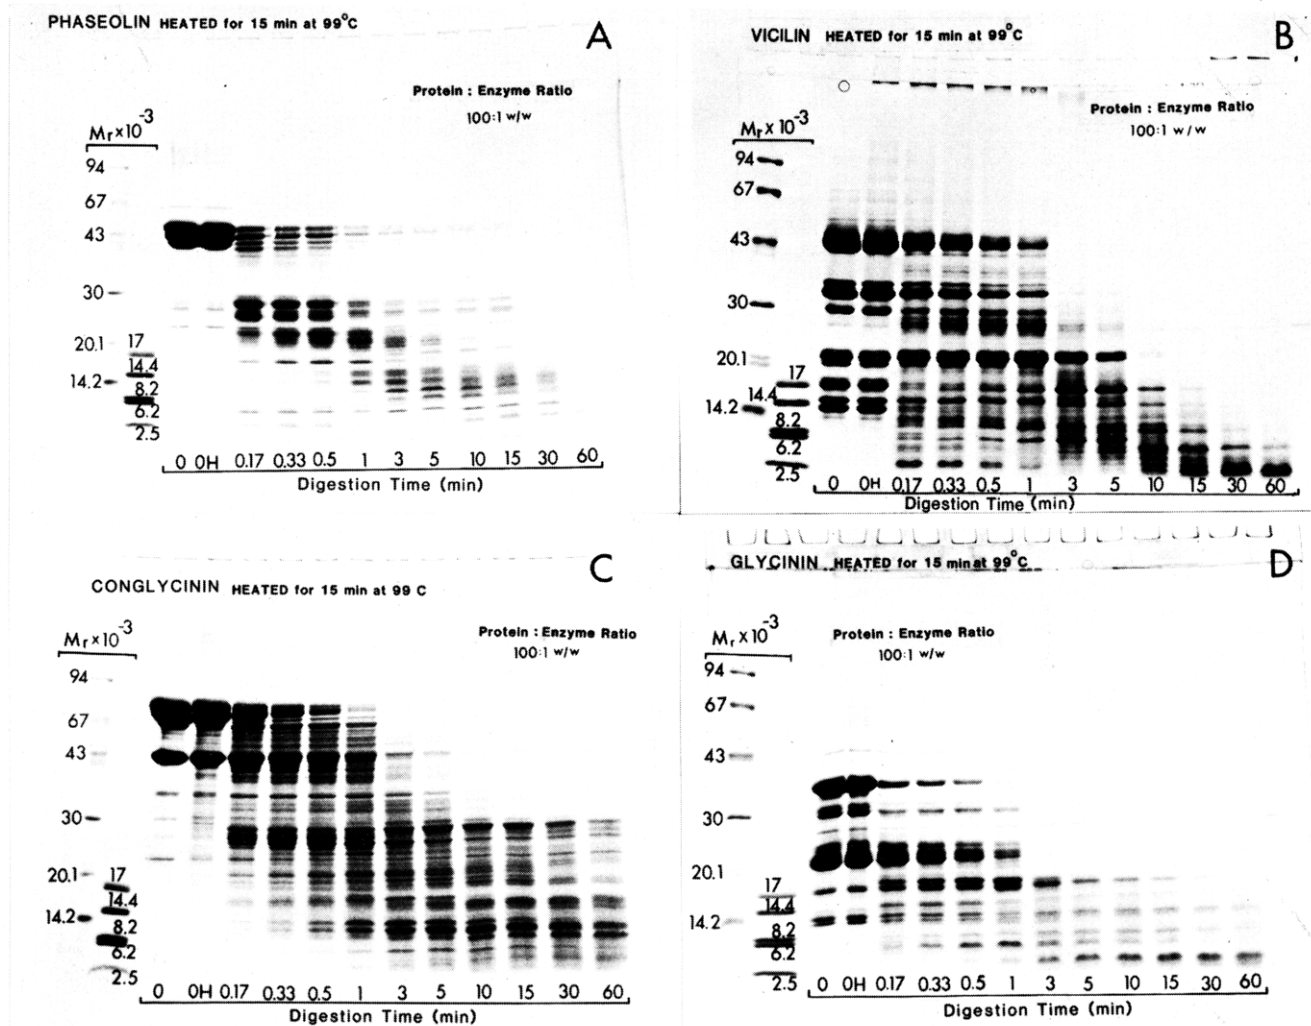 PHASEOLIN HEATED for 15 min at 99°C
A
Protein : Enzyme Ratio
100:1 w/w
Mr x10-3
94
67
43
30
20.1
17
14.4
14.2
8.2
6.2
2.5
0 0H 0.17 0.33 0.5 1 3 5 10 15 30 60
Digestion Time (min)
VICILIN HEATED for 15 min at 99°C
B
Protein : Enzyme Ratio
100:1 w/w
Mr x 10-3
94
67
43
30
20.1
17
14.4
14.2
8.2
6.2
2.5
0 0H 0.17 0.33 0.5 1 3 5 10 15 30 60
Digestion Time (min)
CONGLYCININ HEATED for 15 min at 99 C
C
Protein : Enzyme Ratio
100:1 w/w
Mr x10-3
94
67
43
30
20.1
17
14.4
14.2
8.2
6.2
2.5
0 0H 0.17 0.33 0.5 1 3 5 10 15 30 60
Digestion Time (min)
GLYCININ HEATED for 15 min at 99°C
D
Protein : Enzyme Ratio
100:1 w/w
Mr x10-3
94
67
43
30
20.1
17
14.4
14.2
8.2
6.2
2.5
0 0H 0.17 0.33 0.5 1 3 5 10 15 30 60
Digestion Time (min)